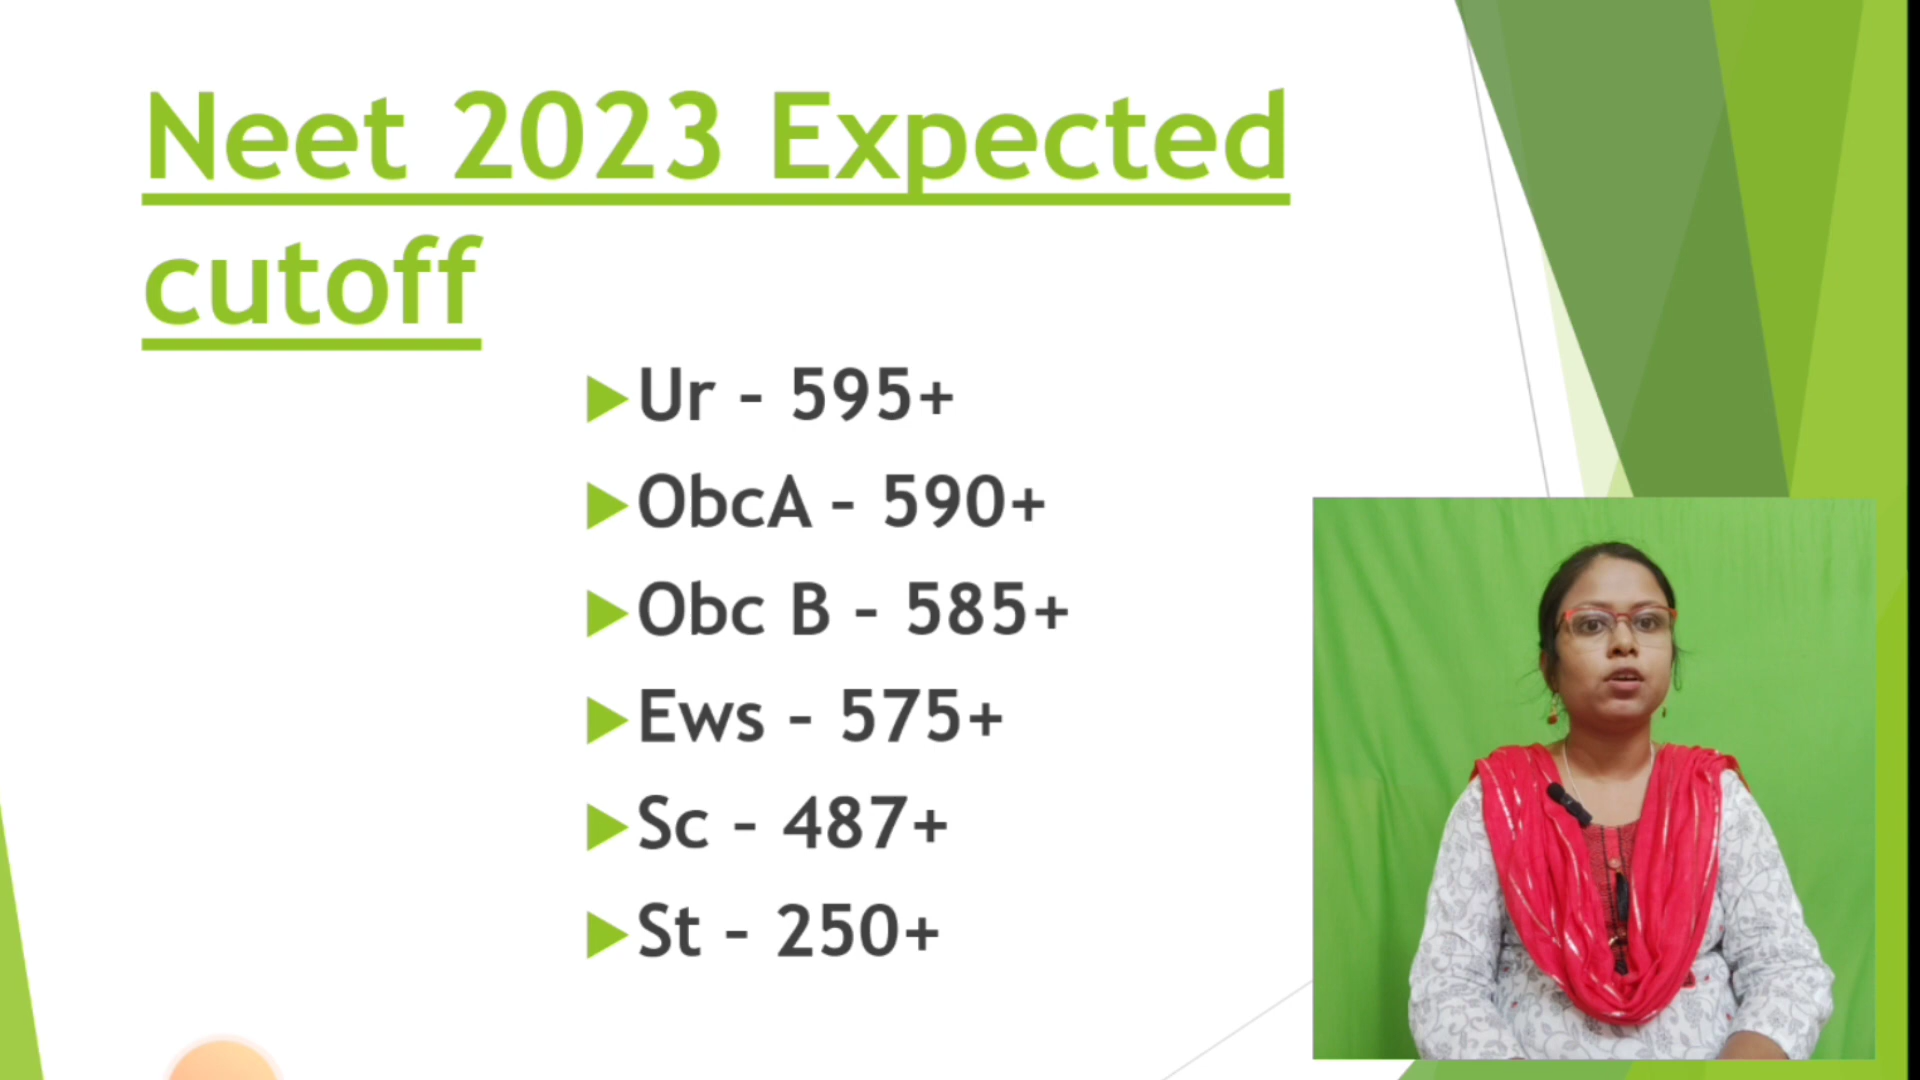 Neet 2023 Expected
cutoff
Ur - 595+
ObcA - 590+
Obc B - 585+
Ews - 575+
Sc - 487+
St - 250+